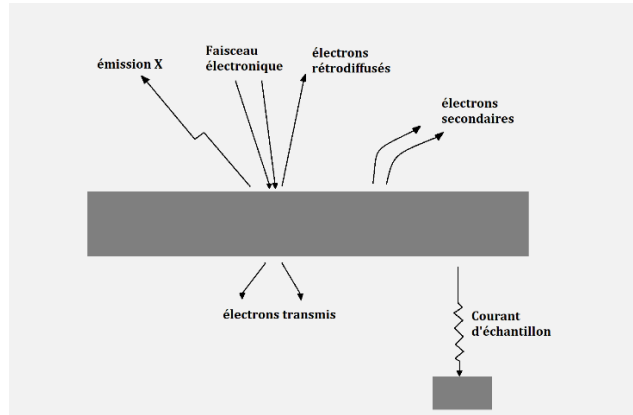 émission X
Faisceau
électronique
électrons
rétrodiffusés
électrons
secondaires
électrons transmis
Courant
d'échantillon